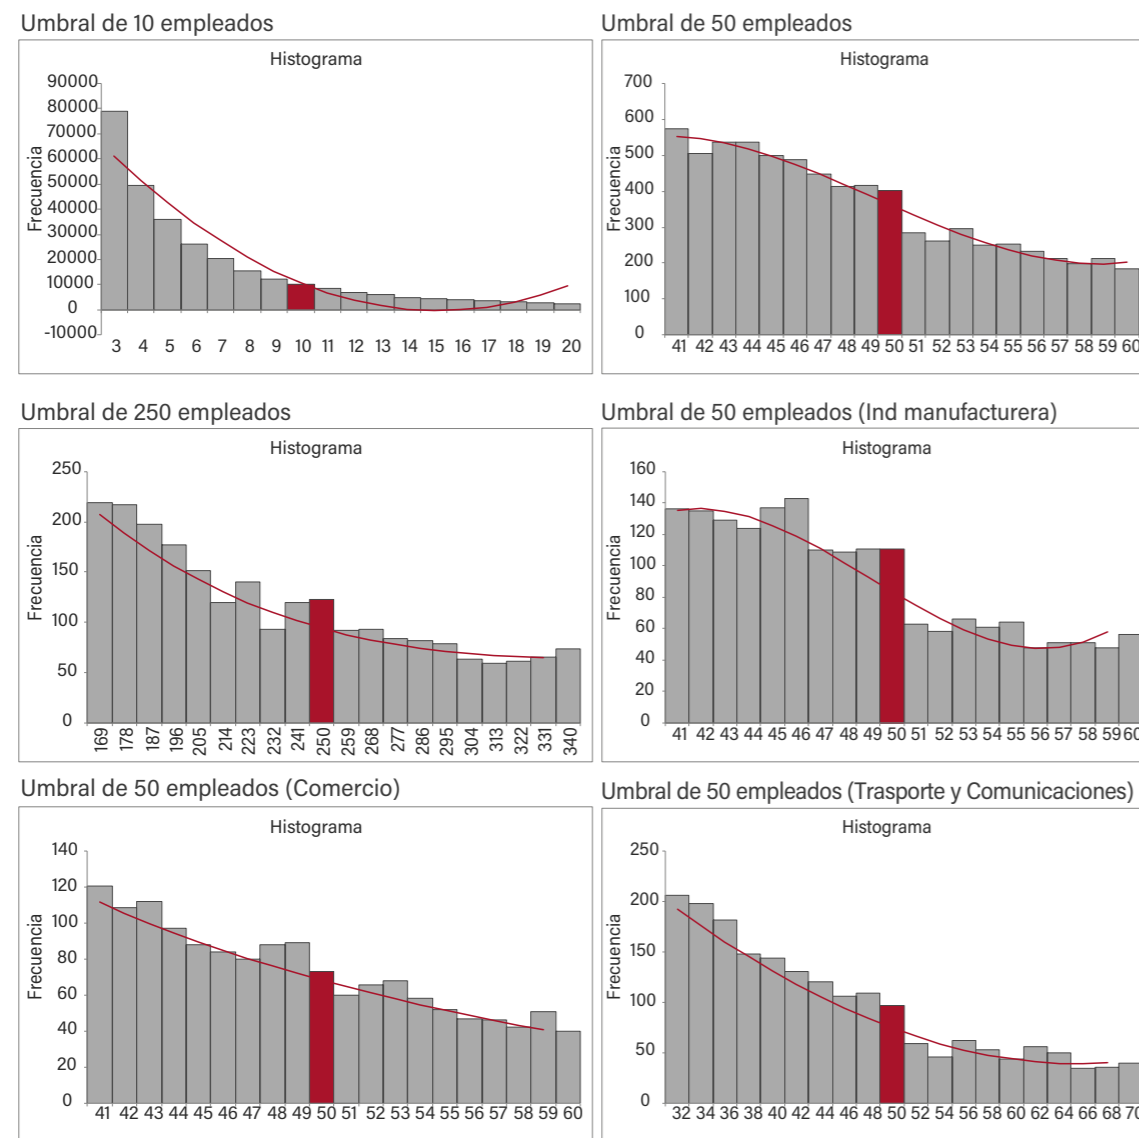 Umbral de 10 empleados
Histograma
Frecuencia
90000
80000
70000
60000
50000
40000
30000
20000
10000
0
-10000
3 4 5 6 7 8 9 10 11 12 13 14 15 16 17 18 19 20
Umbral de 50 empleados
Histograma
Frecuencia
700
600
500
400
300
200
100
0
41 42 43 44 45 46 47 48 49 50 51 52 53 54 55 56 57 58 59 60
Umbral de 250 empleados
Histograma
Frecuencia
250
200
150
100
50
0
169 178 187 196 205 214 223 232 241 250 259 268 277 286 295 304 313 322 331 340
Umbral de 50 empleados (Ind manufacturera)
Histograma
Frecuencia
160
140
120
100
80
60
40
20
0
41 42 43 44 45 46 47 48 49 50 51 52 53 54 55 56 57 58 59 60
Umbral de 50 empleados (Comercio)
Histograma
Frecuencia
140
120
100
80
60
40
20
0
41 42 43 44 45 46 47 48 49 50 51 52 53 54 55 56 57 58 59 60
Umbral de 50 empleados (Trasporte y Comunicaciones)
Histograma
Frecuencia
250
200
150
100
50
0
32 34 36 38 40 42 44 46 48 50 52 54 56 58 60 62 64 66 68 70